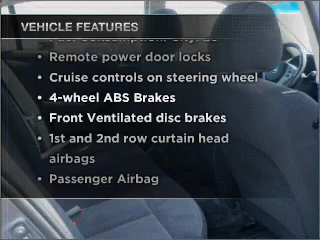 VEHICLE FEATURES
• Remote power door locks
• Cruise controls on steering wheel
• 4-wheel ABS Brakes
• Front Ventilated disc brakes
• 1st and 2nd row curtain head
airbags
• Passenger Airbag